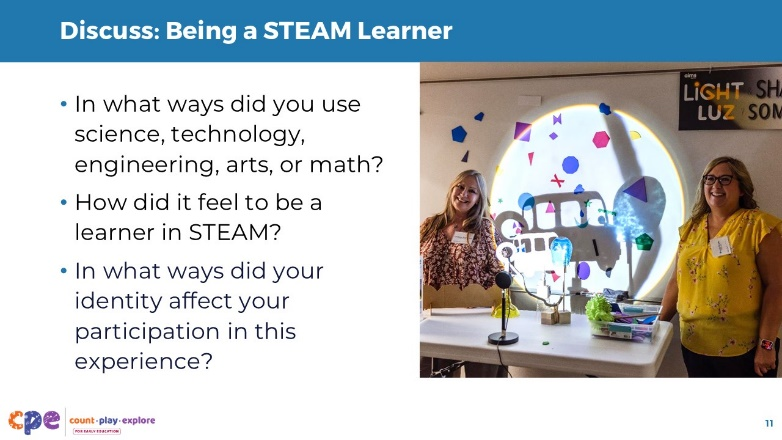 Discuss: Being a STEAM Learner
• In what ways did you use
science, technology,
engineering, arts, or math?
• How did it feel to be a
learner in STEAM?
• In what ways did your
identity affect your
participation in this
experience?
LIGHT
LUZ
SHA
SOM
cpe
count·play·explore
FOR EARLY EDUCATION
11